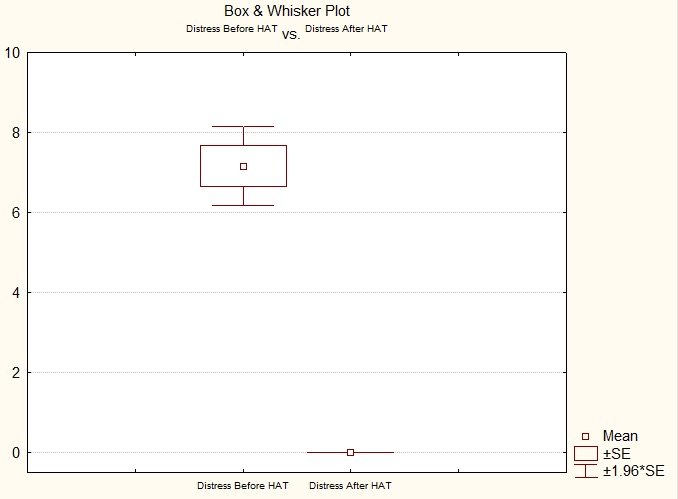 Box & Whisker Plot
Distress Before HAT vs. Distress After HAT
10
8
6
4
2
0
Distress Before HAT Distress After HAT
Mean
±SE
±1.96*SE